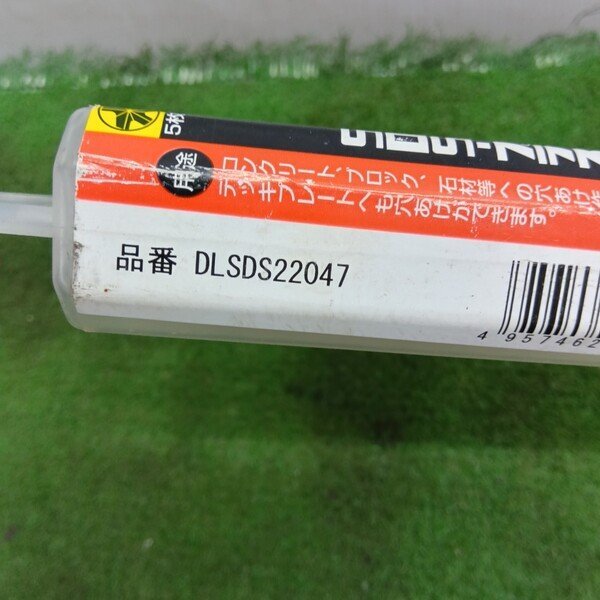 5枚
用途
コンクリート、ブロック、石材等への穴あけ
デッキプレートへも穴あけができます。
品番 DLSDS22047
4 957462